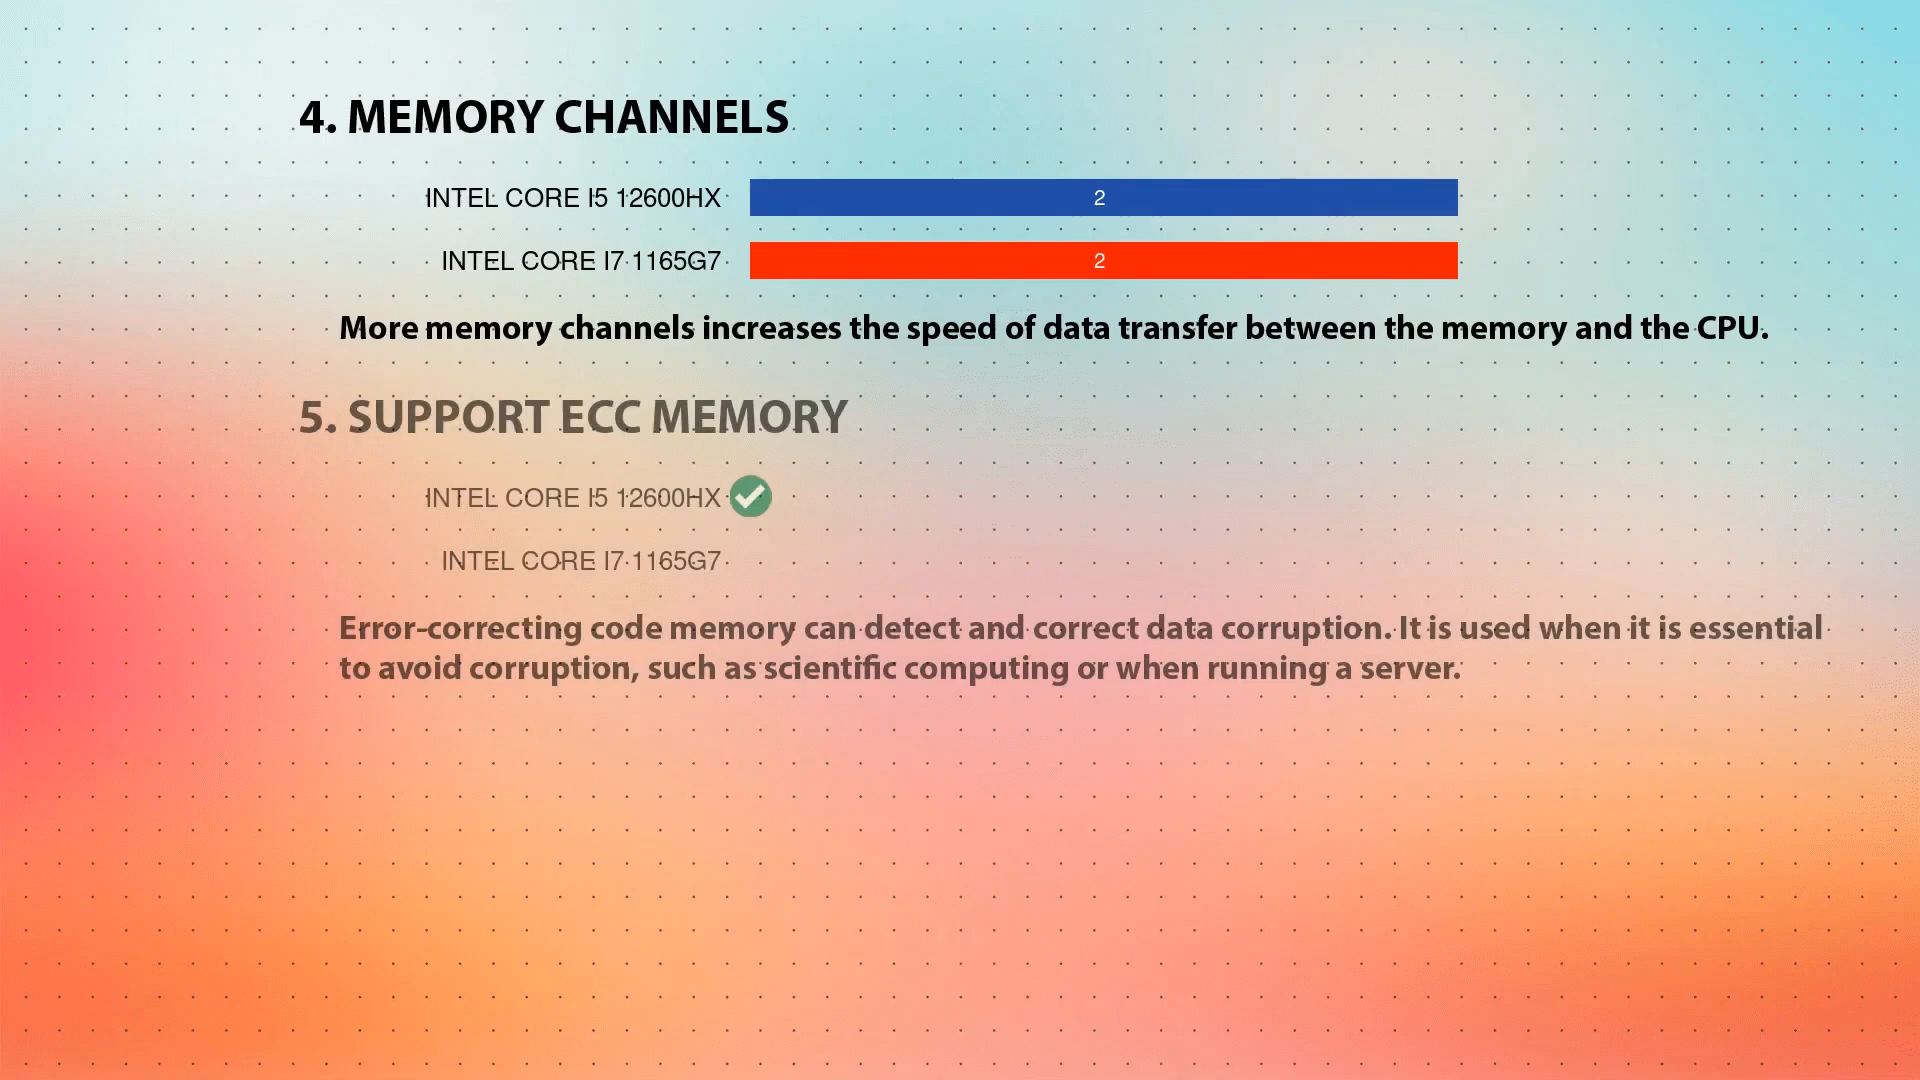 4. MEMORY CHANNELS
INTEL CORE I5 12600HX
2
INTEL CORE I7 1165G7
2
More memory channels increases the speed of data transfer between the memory and the CPU.
5. SUPPORT ECC MEMORY
INTEL CORE I5 12600HX
INTEL CORE I7 1165G7
Error-correcting code memory can detect and correct data corruption. It is used when it is essential
to avoid corruption, such as scientific computing or when running a server.